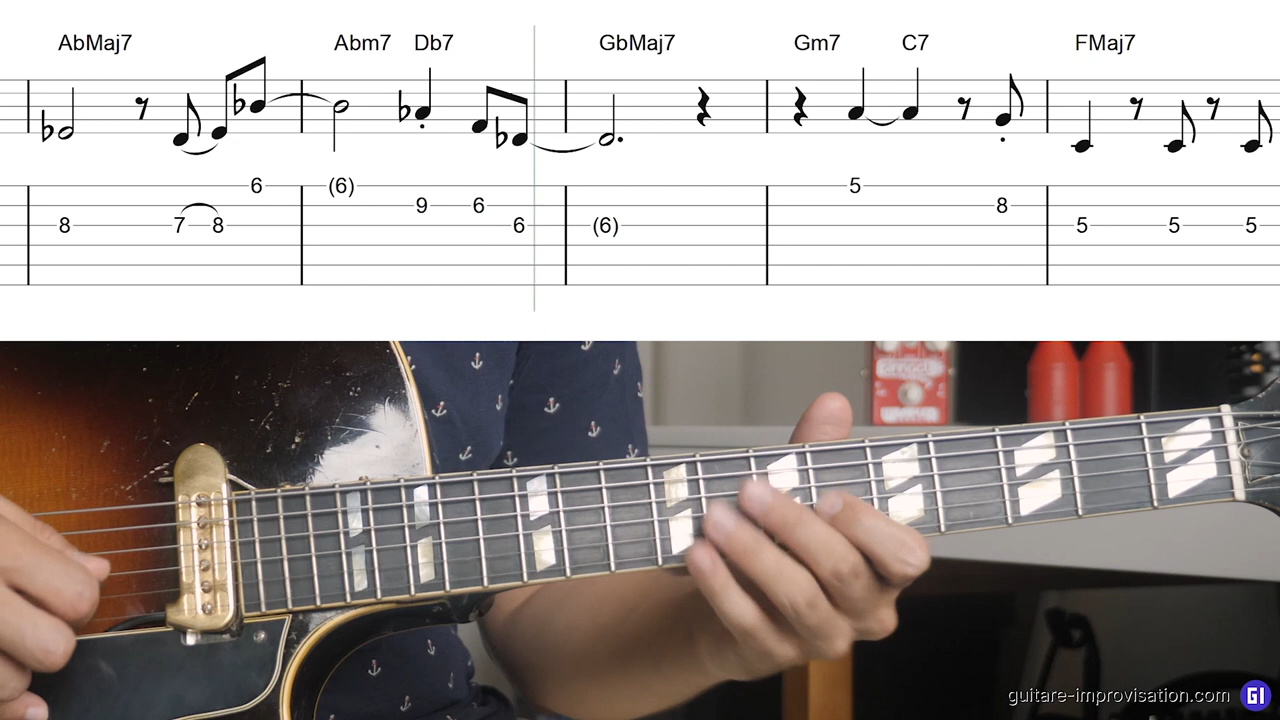 AbMaj7 Abm7 Db7 GbMaj7 Gm7 C7 FMaj7
6 (6) 5
9 6 8
8 7 8 6 (6) 5 5 5
guitare-improvisation.com GI